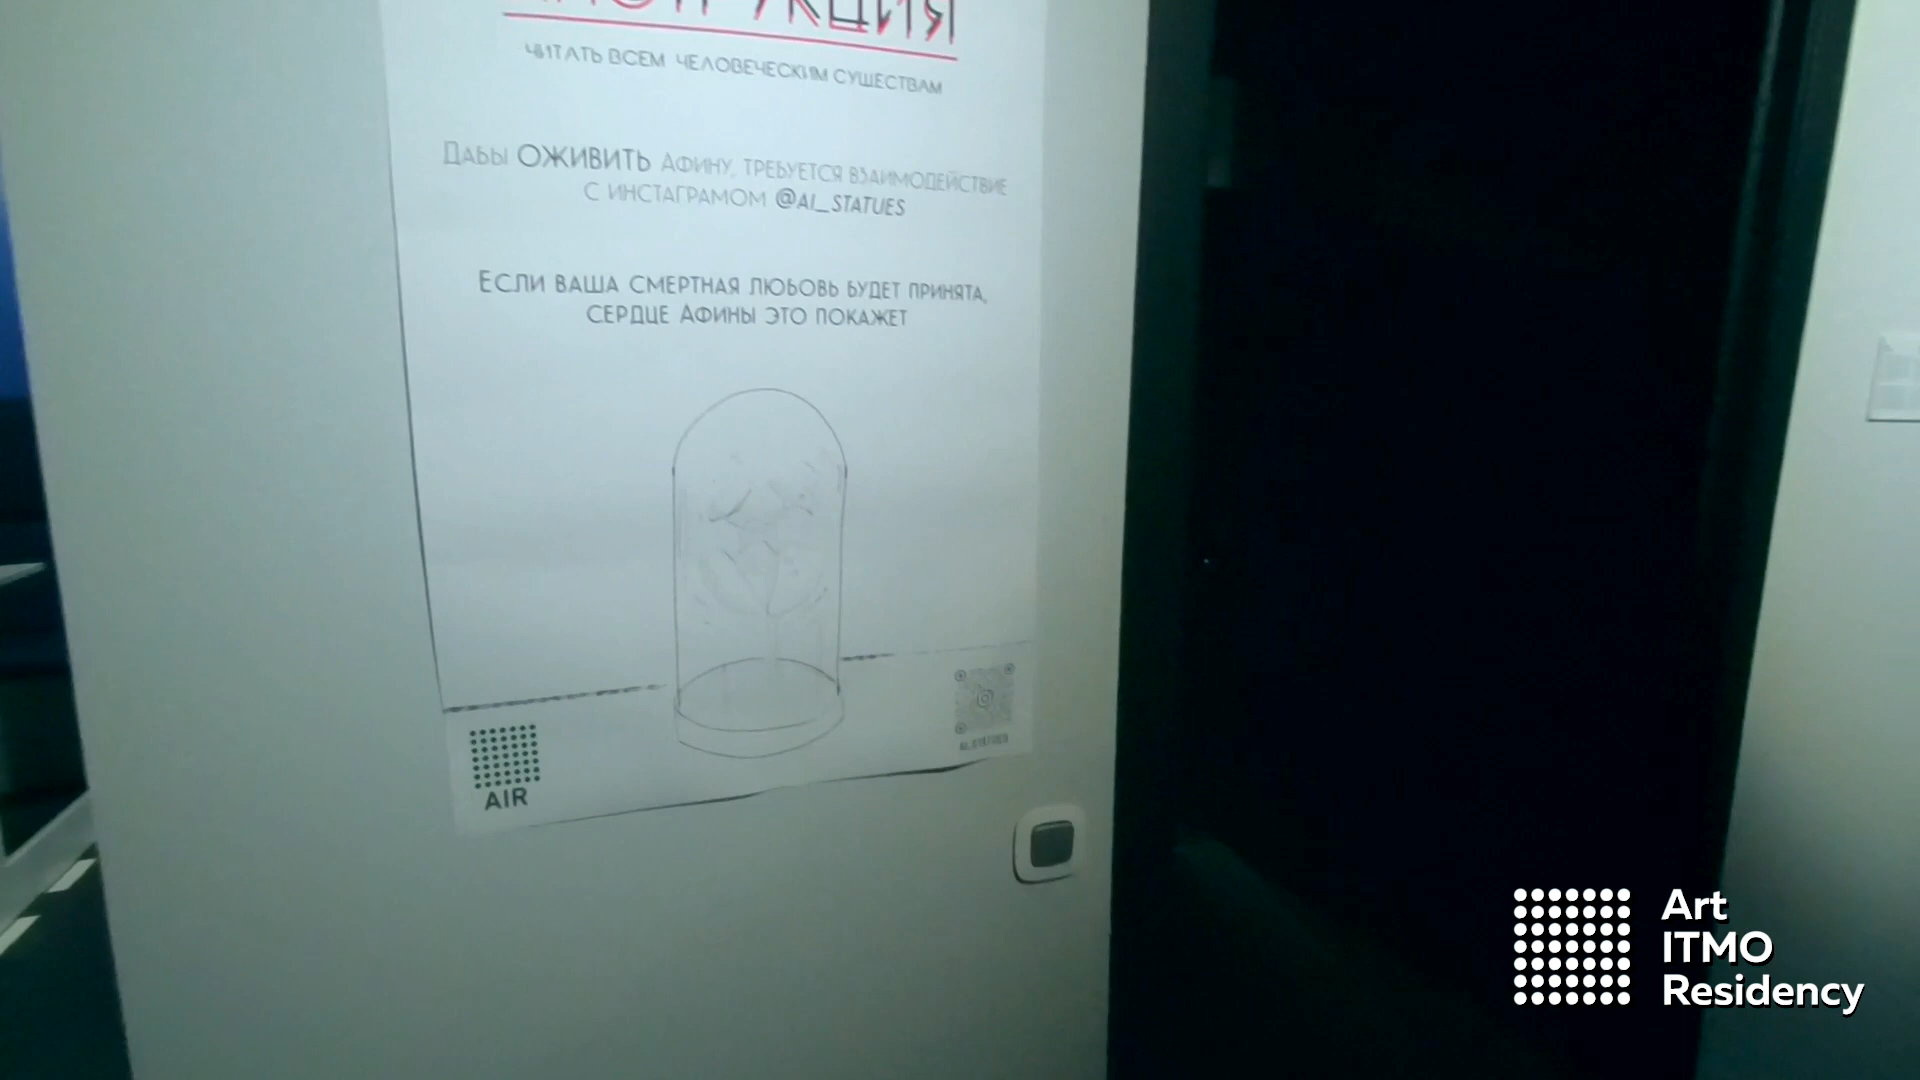 ЧИТАТЬ ВСЕМ ЧЕЛОВЕЧЕСКИМ СУЩЕСТВАМ
ДАБЫ ОЖИВИТЬ АФИНУ, ТРЕБУЕТСЯ ВЗАИМОДЕЙСТВИЕ
С ИНСТАГРАМОМ @AI_STATUES
ЕСЛИ ВАША СМЕРТНАЯ ЛЮБОВЬ БУДЕТ ПРИНЯТА,
СЕРДЦЕ АФИНЫ ЭТО ПОКАЖЕТ
AI_STATUES
AIR
Art
ITMO
Residency